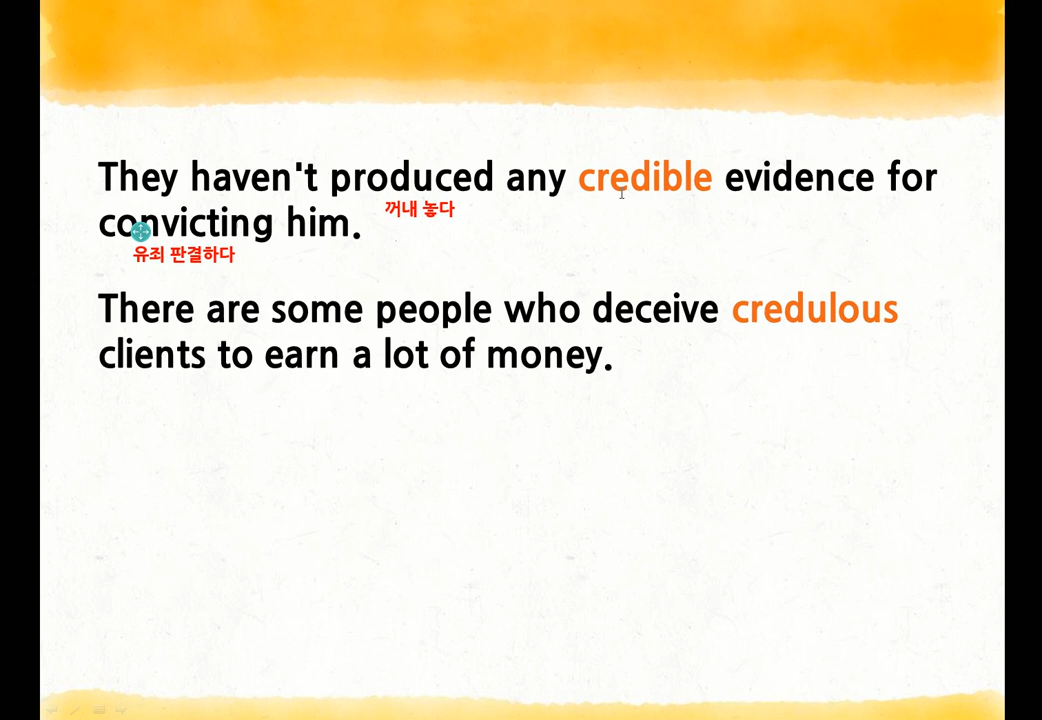 They haven't produced any credible evidence for
꺼내 놓다
convicting him.
유죄 판결하다
There are some people who deceive credulous
clients to earn a lot of money.